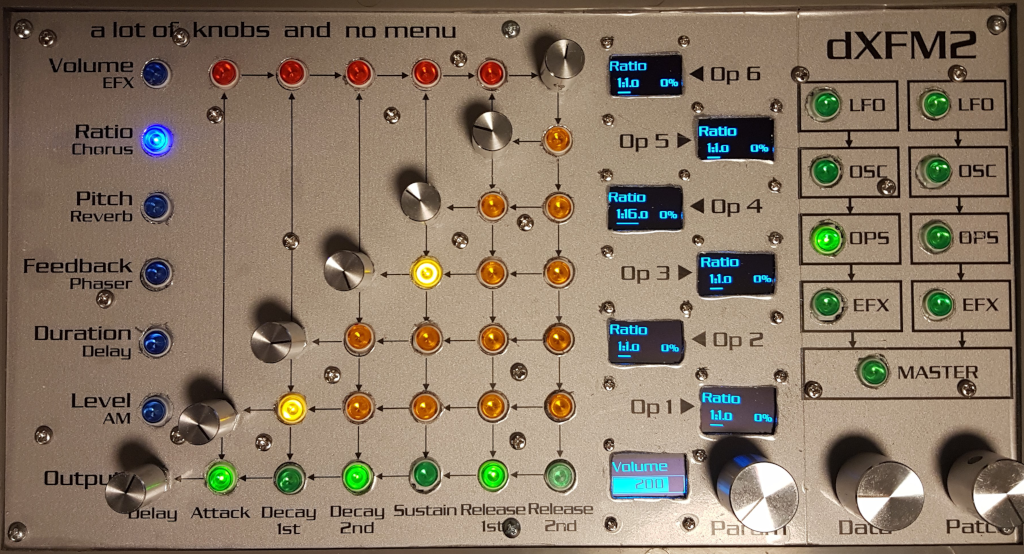 a lot of knobs and no menu
dXFM2
Volume
EFX
Ratio
Chorus
Pitch
Reverb
Feedback
Phaser
Duration
Delay
Level
AM
Output
Delay
Attack
Decay
1st
Decay
2nd
Sustain
Release
1st
Release
2nd
Ratio
1:1.0 0%
Op 6
Op 5
Ratio
1:1.0 0%
Ratio
1:16.0 0%
Op 4
Op 3
Ratio
1:1.0 0%
Ratio
1:1.0 0%
Op 2
Op 1
Ratio
1:1.0 0%
Volume
200
Param
Data
Patc
LFO LFO
OSC OSC
OPS OPS
EFX EFX
MASTER